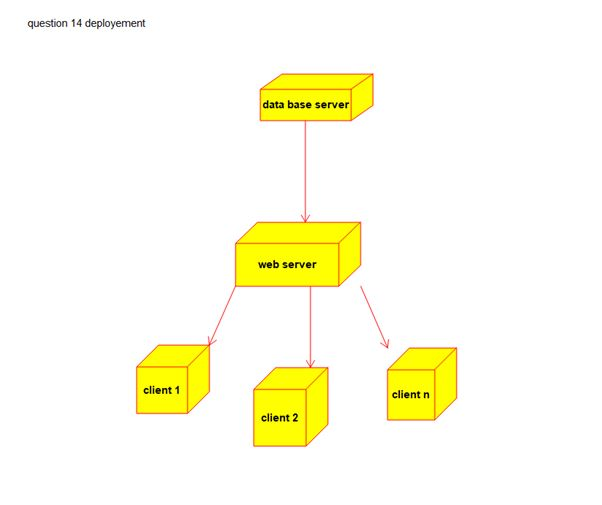 question 14 deployement
data base server
web server
client 1
client 2
client n